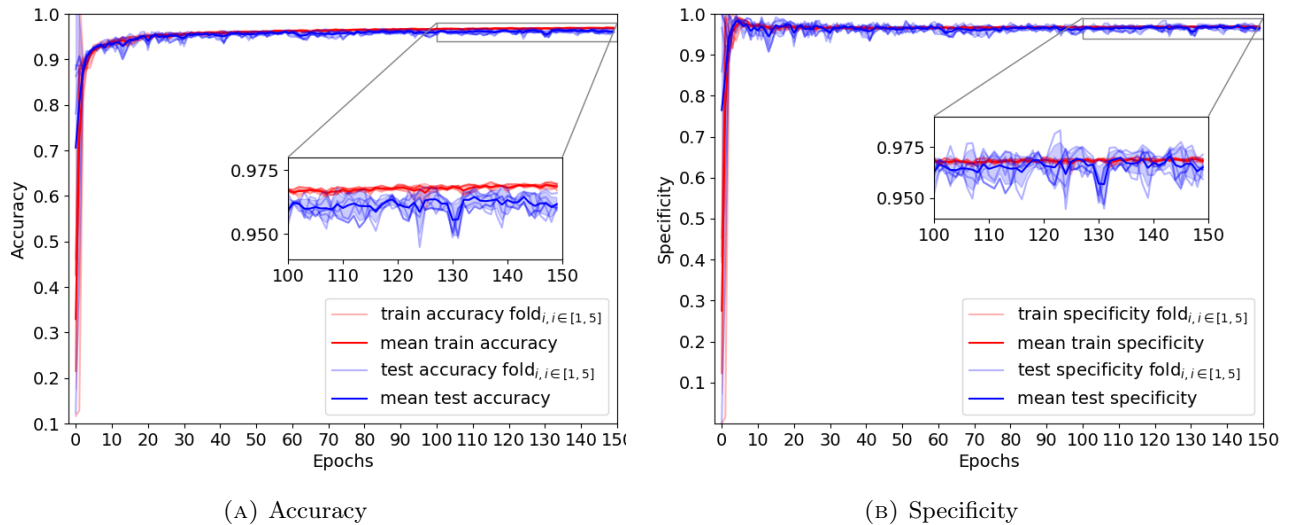 1.0
0.9
0.8
0.7
0.6
0.5
0.4
0.3
0.2
0.1
Accuracy
0.975
0.950
100 110 120 130 140 150
train accuracy fold i, i∈[1, 5]
mean train accuracy
test accuracy fold i, i∈[1, 5]
mean test accuracy
0 10 20 30 40 50 60 70 80 90 100 110 120 130 140 150
Epochs
(A) Accuracy
1.0
0.9
0.8
0.7
0.6
0.5
0.4
0.3
0.2
0.1
Specificity
0.975
0.950
100 110 120 130 140 150
train specificity fold i, i∈[1, 5]
mean train specificity
test specificity fold i, i∈[1, 5]
mean test specificity
0 10 20 30 40 50 60 70 80 90 100 110 120 130 140 150
Epochs
(B) Specificity